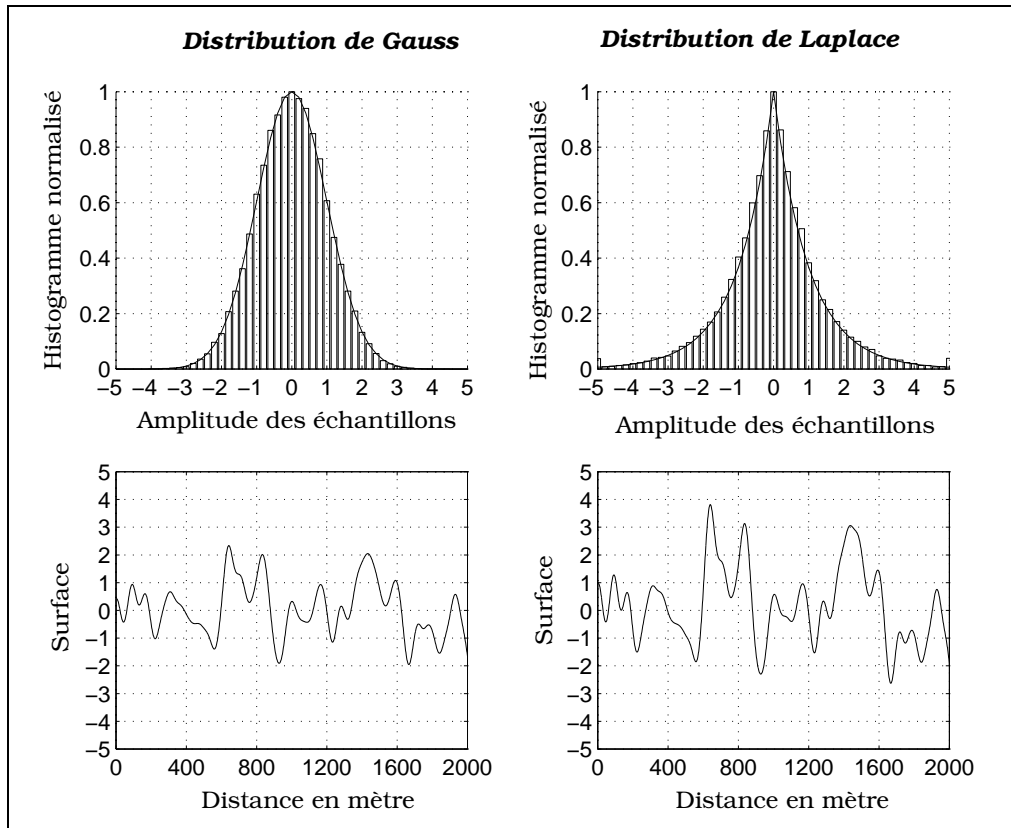 Distribution de Gauss
Distribution de Laplace
Histogramme normalisé
1
0.8
0.6
0.4
0.2
0
−5 −4 −3 −2 −1 0 1 2 3 4 5
Amplitude des échantillons
Histogramme normalisé
1
0.8
0.6
0.4
0.2
0
−5 −4 −3 −2 −1 0 1 2 3 4 5
Amplitude des échantillons
Surface
5
4
3
2
1
0
−1
−2
−3
−4
−5
0 400 800 1200 1600 2000
Distance en mètre
Surface
5
4
3
2
1
0
−1
−2
−3
−4
−5
0 400 800 1200 1600 2000
Distance en mètre